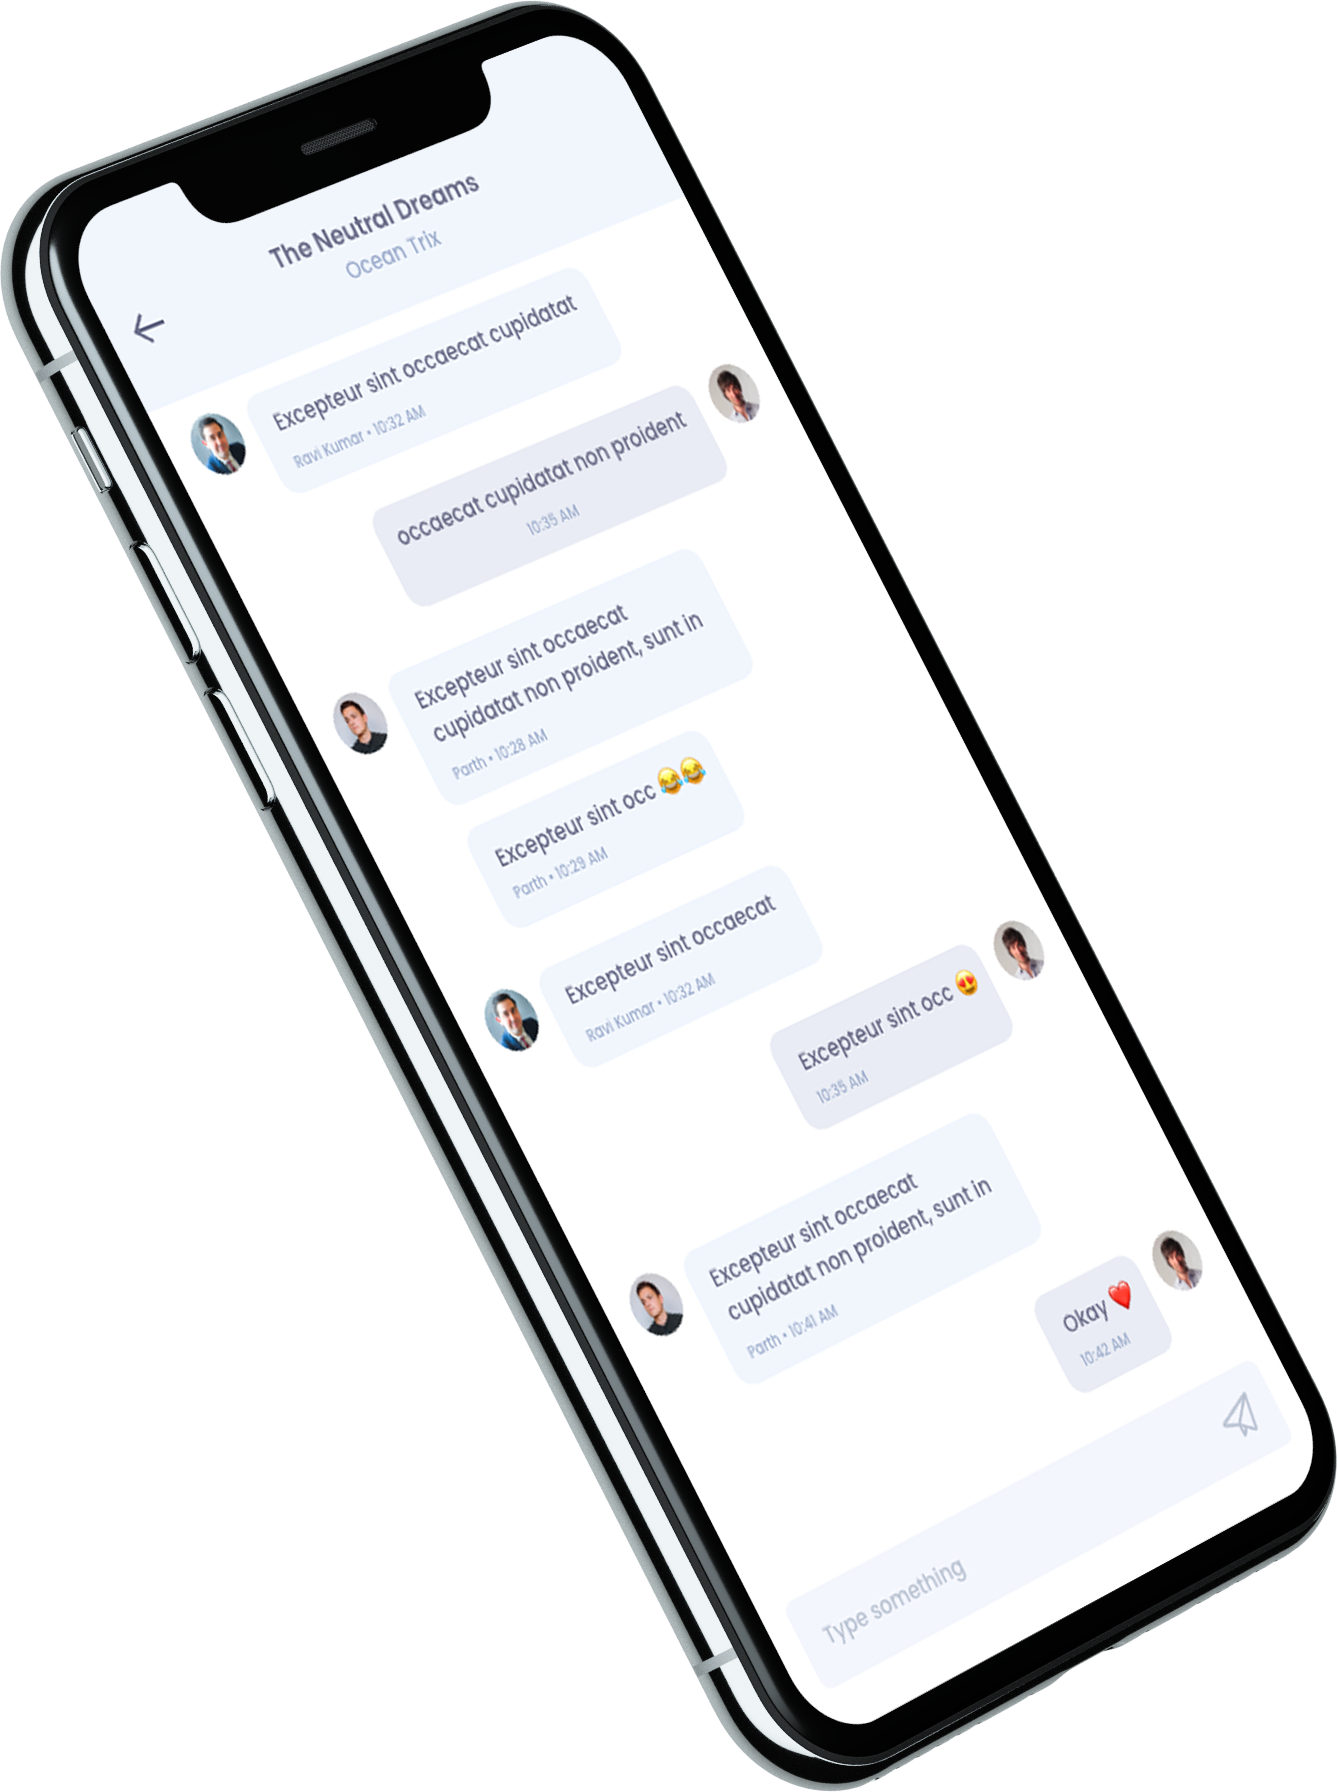 The Neutral Dreams
Ocean Trix
Excepteur sint occaecat cupidatat
Ravi Kumar • 10:32 AM
occaecat cupidatat non proident
10:35 AM
Excepteur sint occaecat
cupidatat non proident, sunt in
Parth • 10:28 AM
Excepteur sint occ 😂😂
Parth • 10:29 AM
Excepteur sint occaecat
Ravi Kumar • 10:32 AM
Excepteur sint occ 😍
10:35 AM
Excepteur sint occaecat
cupidatat non proident, sunt in
Parth • 10:41 AM
Okay ❤️
10:42 AM
Type something